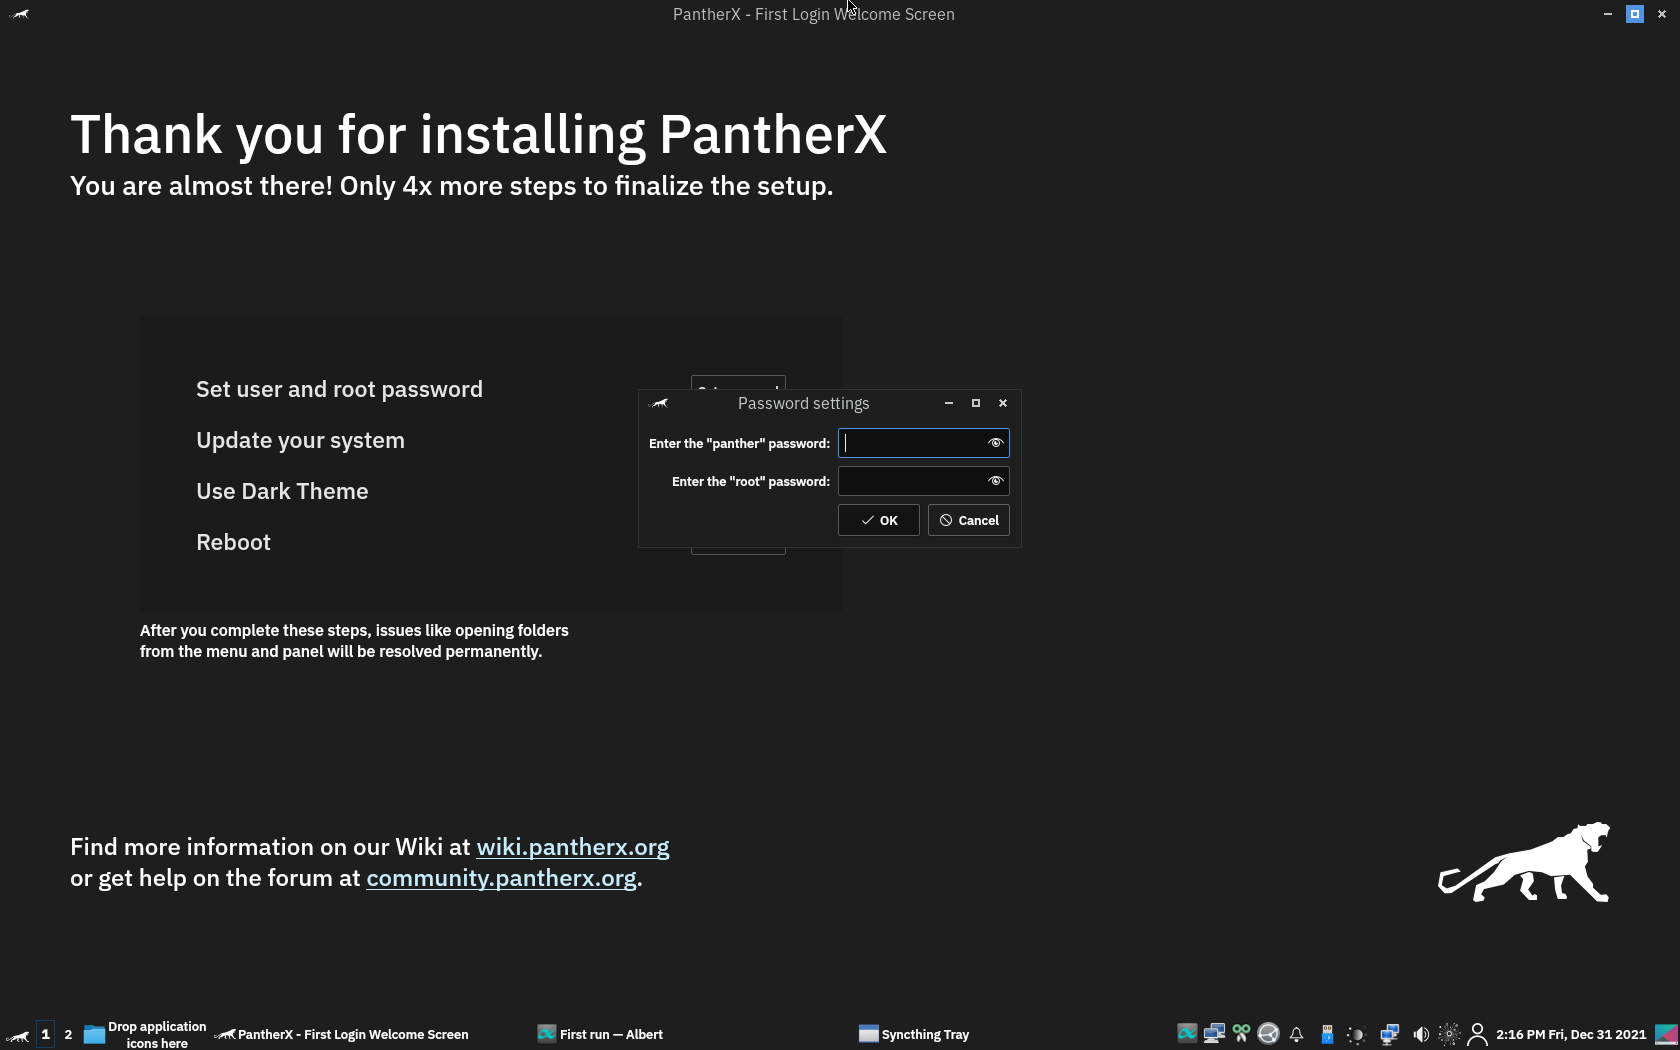 PantherX - First Login Welcome Screen
Thank you for installing PantherX
You are almost there! Only 4x more steps to finalize the setup.
Set user and root password
Update your system
Use Dark Theme
Reboot
Password settings
Enter the "panther" password:
Enter the "root" password:
OK
Cancel
After you complete these steps, issues like opening folders
from the menu and panel will be resolved permanently.
Find more information on our Wiki at wiki.pantherx.org
or get help on the forum at community.pantherx.org.
1
2
Drop application
icons here
PantherX - First Login Welcome Screen
First run — Albert
Syncthing Tray
2:16 PM Fri, Dec 31 2021